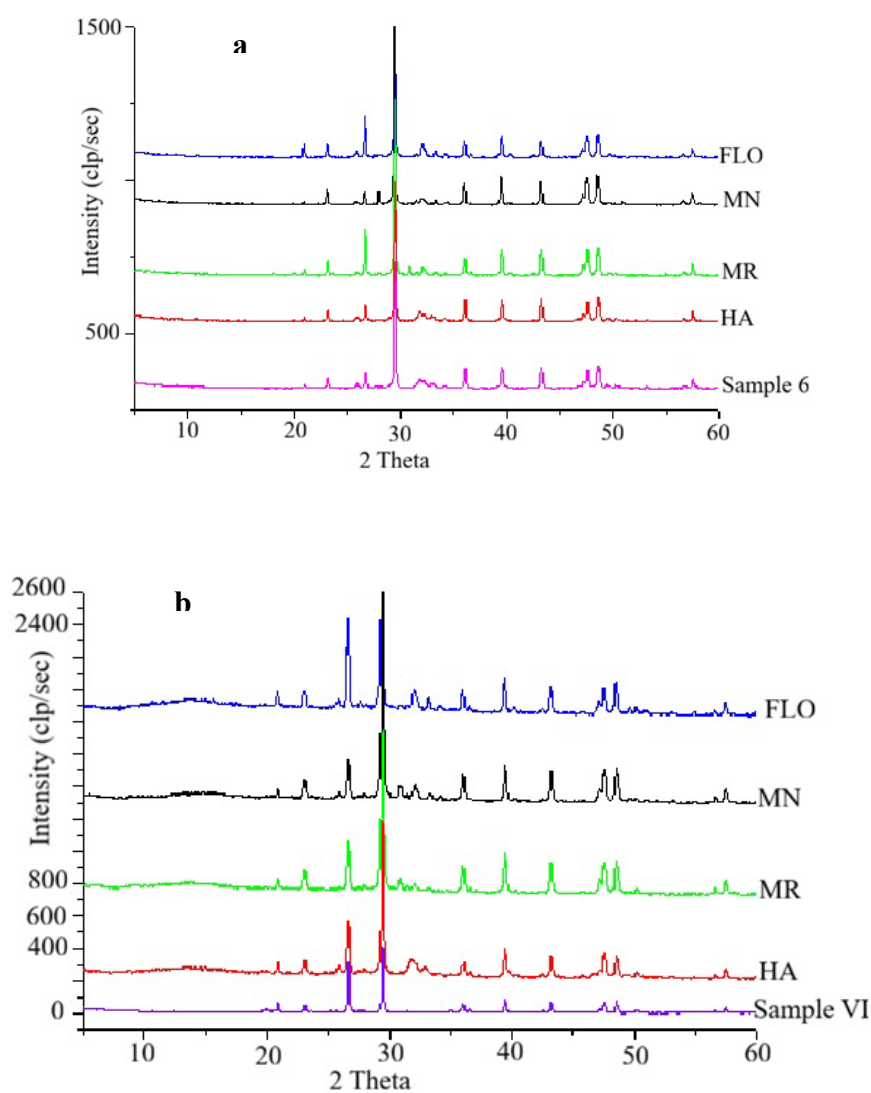 1500
a
Intensity (clp/sec)
FLO
MN
MR
HA
500
Sample 6
10 20 30 40 50 60
2 Theta
2600
b
2400
Intensity (clp/sec)
FLO
MN
800
MR
600
400
HA
0
Sample VI
10 20 30 40 50 60
2 Theta